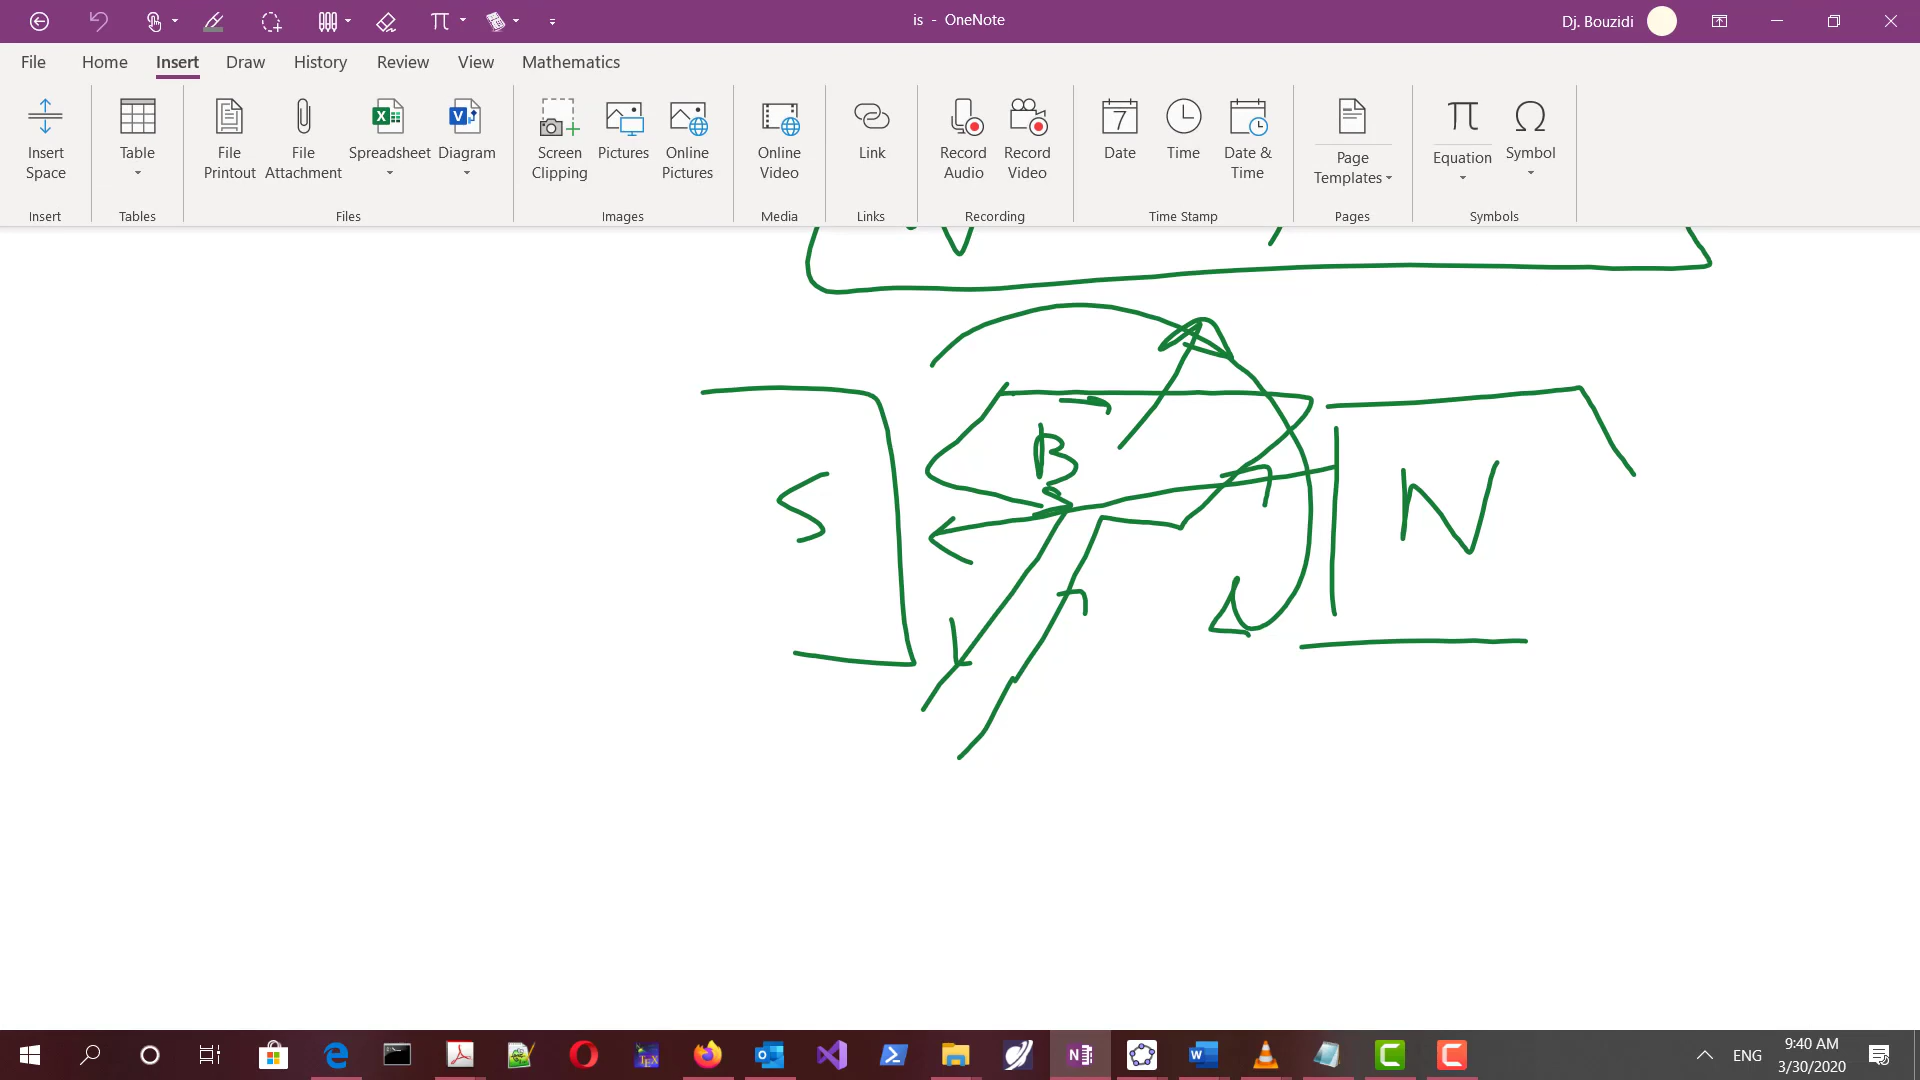 is - OneNote
Dj. Bouzidi
File Home Insert Draw History Review View Mathematics
Insert Space
Table
File Printout
File Attachment
Spreadsheet
Diagram
Screen Clipping
Pictures
Online Pictures
Online Video
Link
Record Audio
Record Video
Date
Time
Date & Time
Page Templates
Equation
Symbol
Insert Tables Files Images Media Links Recording Time Stamp Pages Symbols
B
S
N
ENG
9:40 AM
3/30/2020